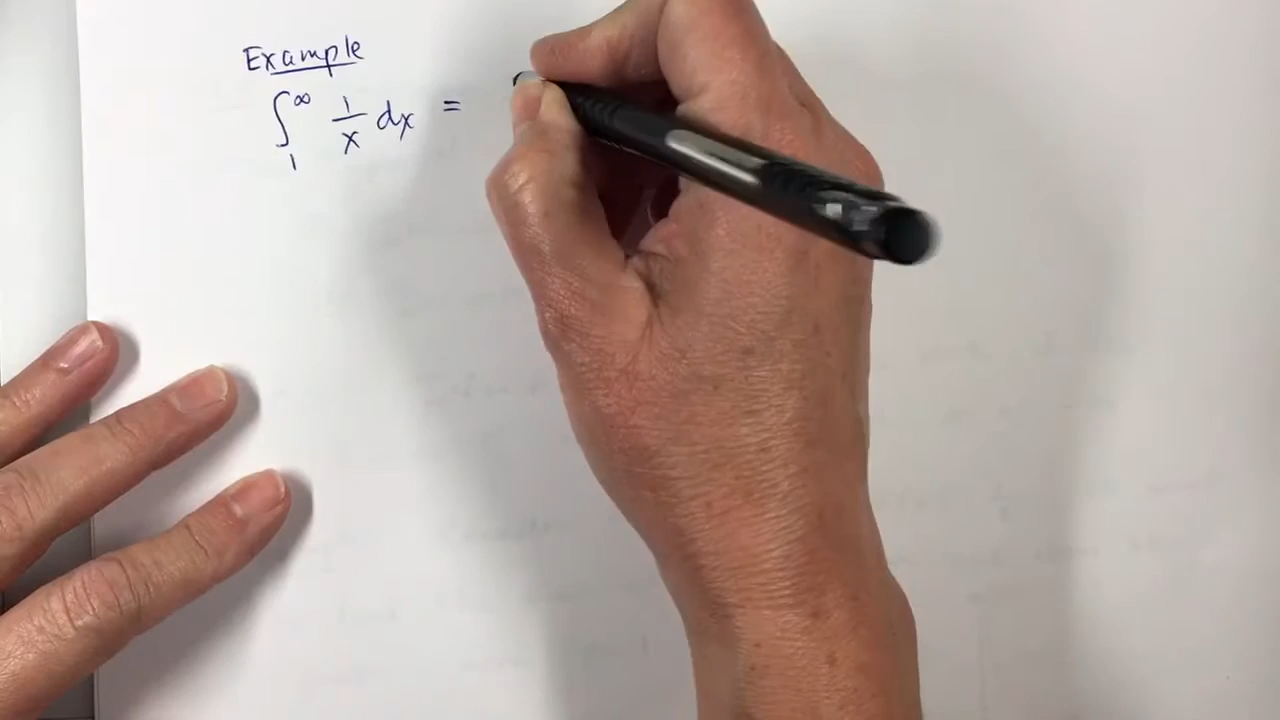 Example
∫₁^∞ 1/x dx =